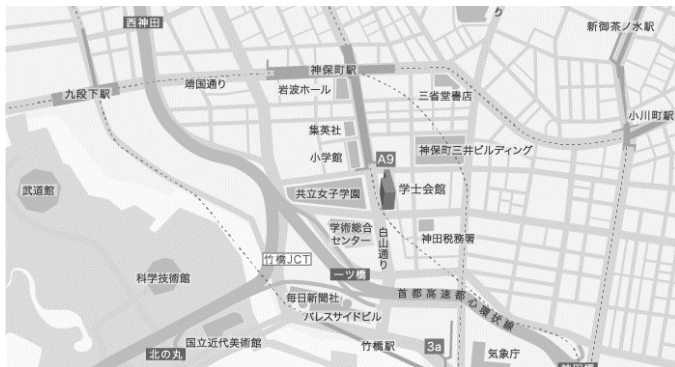 西神田
新御茶ノ水駅
神保町駅
靖国通り
九段下駅
岩波ホール
三省堂書店
小川町駅
集英社
小学館
A9
神保町三井ビルディング
武道館
共立女子学園
学士会館
学術総合
センター
白山通り
神田税務署
竹橋JCT
一ツ橋
科学技術館
首都高速都心環状線
毎日新聞社
パレスサイドビル
国立近代美術館
竹橋駅
3a
気象庁
北の丸